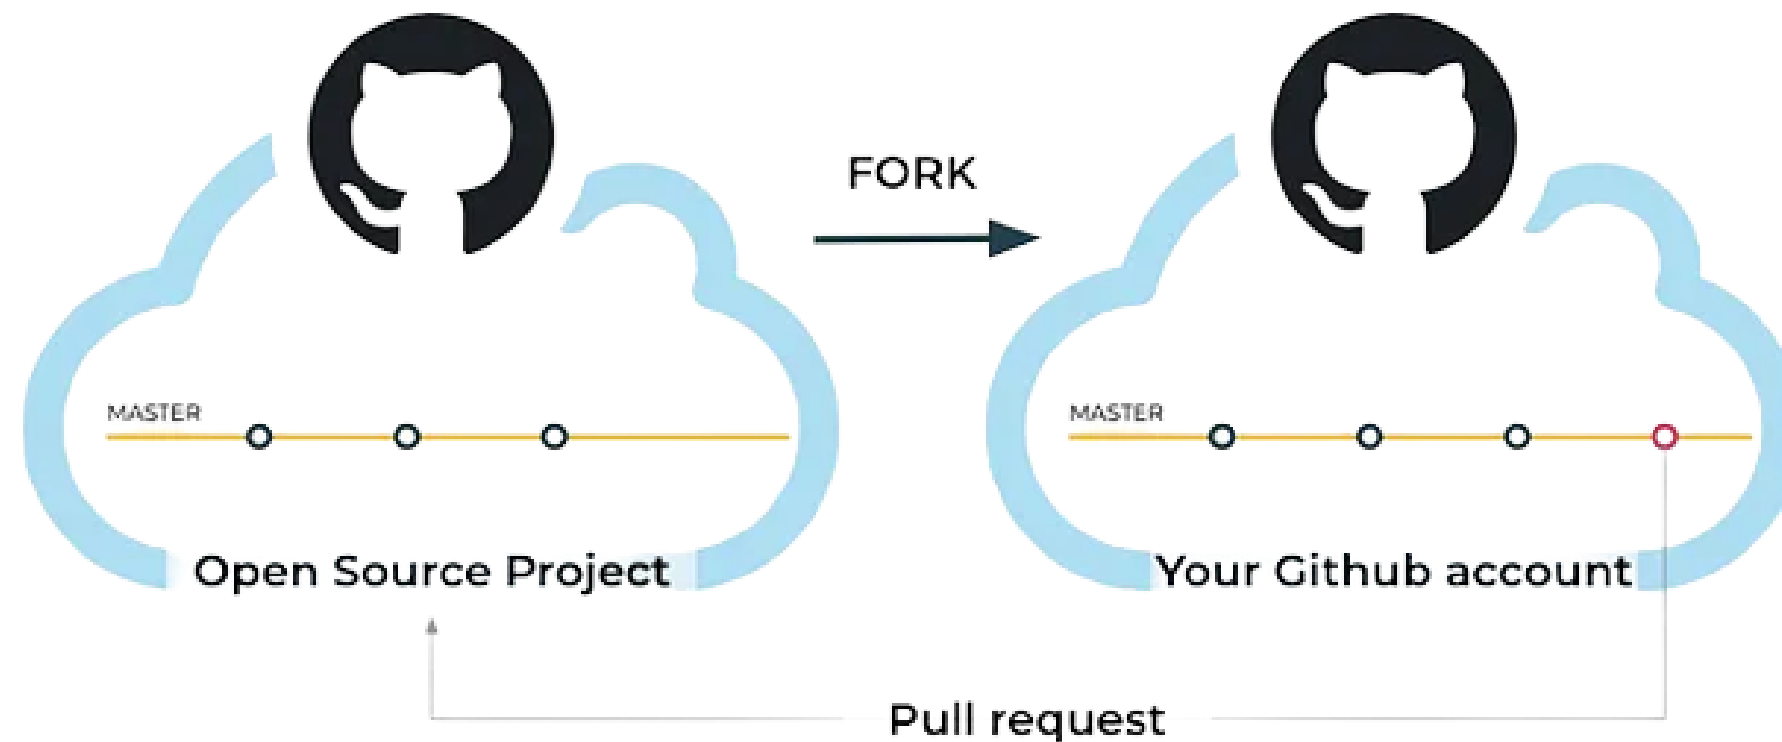 FORK
MASTER
MASTER
Open Source Project
Your Github account
Pull request